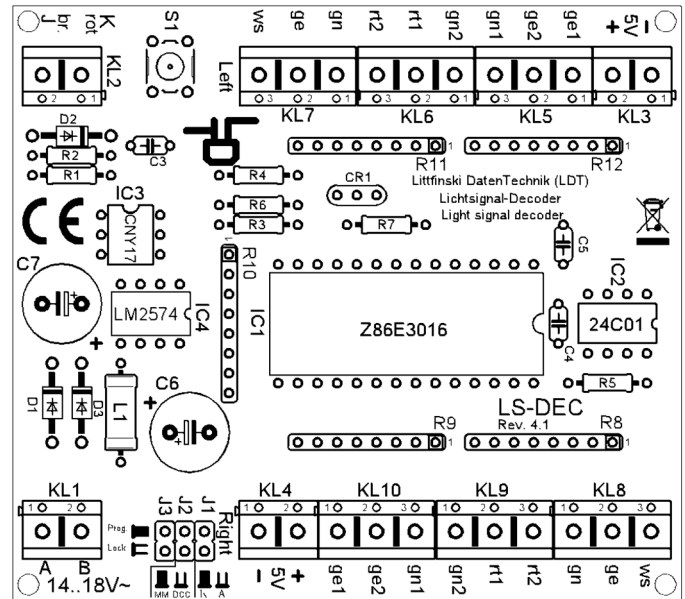 J br. rot K
S1
ws ge gn rt2 rt1 gn2 gn1 ge2 ge1 + 5V -
KL2
Left
2 1
3 2 1 3 2 1 3 2 1 2 1
KL7 KL6 KL5 KL3
D2
R2
C3
R1
R11 1
R12 1
R4
CR1
Littfinski DatenTechnik (LDT)
Lichtsignal-Decoder
Light signal decoder
IC3
CNY17
R6
R3
R7
CE
C5
C7
1
R10
IC2
LM2574
IC4
IC1
Z86E3016
24C01
C4
+
D1
D3
L1
C6
+
R5
LS-DEC
Rev. 4.1
R9 1
R8 1
KL1
KL4 KL10 KL9 KL8
1 2
1 2 1 2 3 1 2 3 1 2 3
J3 J2 J1
Right
Prog.
Lock
A B
14..18V~
MM DCC A
- 5V + ge1 ge2 gn1 gn2 rt1 rt2 gn ge ws